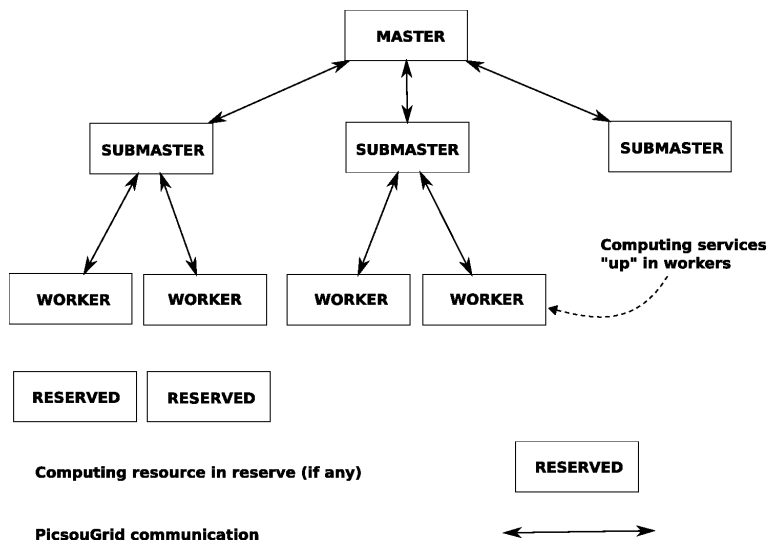 MASTER
SUBMASTER
SUBMASTER
SUBMASTER
Computing services
"up" in workers
WORKER
WORKER
WORKER
WORKER
RESERVED
RESERVED
Computing resource in reserve (if any)
RESERVED
PicsouGrid communication